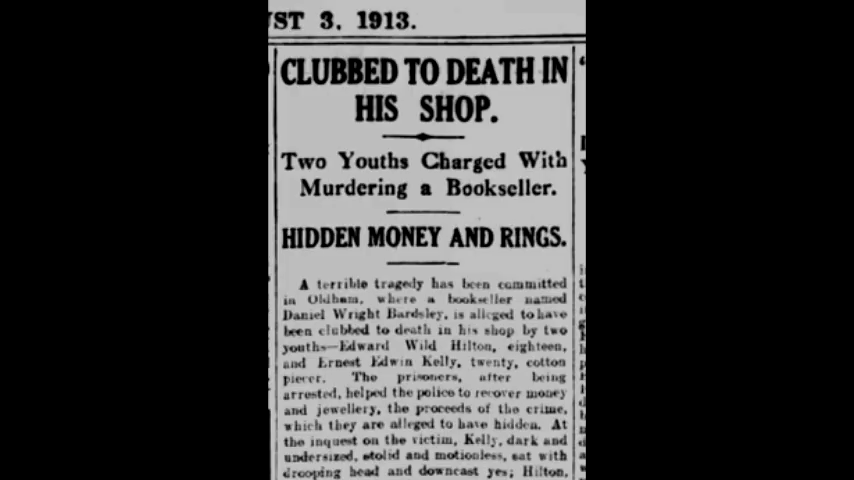 UST 3, 1913.
CLUBBED TO DEATH IN
HIS SHOP.
Two Youths Charged With
Murdering a Bookseller.
HIDDEN MONEY AND RINGS.
A terrible tragedy has been committed
in Oldham, where a bookseller named
Daniel Wright Bardsley, is alleged to have
been clubbed to death in his shop by two
youths—Edward Wild Hilton, eighteen,
and Ernest Edwin Kelly, twenty, cotton
piecer. The prisoners, after being
arrested, helped the police to recover money
and jewellery, the proceeds of the crime,
which they are alleged to have hidden. At
the inquest on the victim, Kelly, dark and
undersized, stolid and motionless, sat with
drooping head and downcast yes; Hilton,